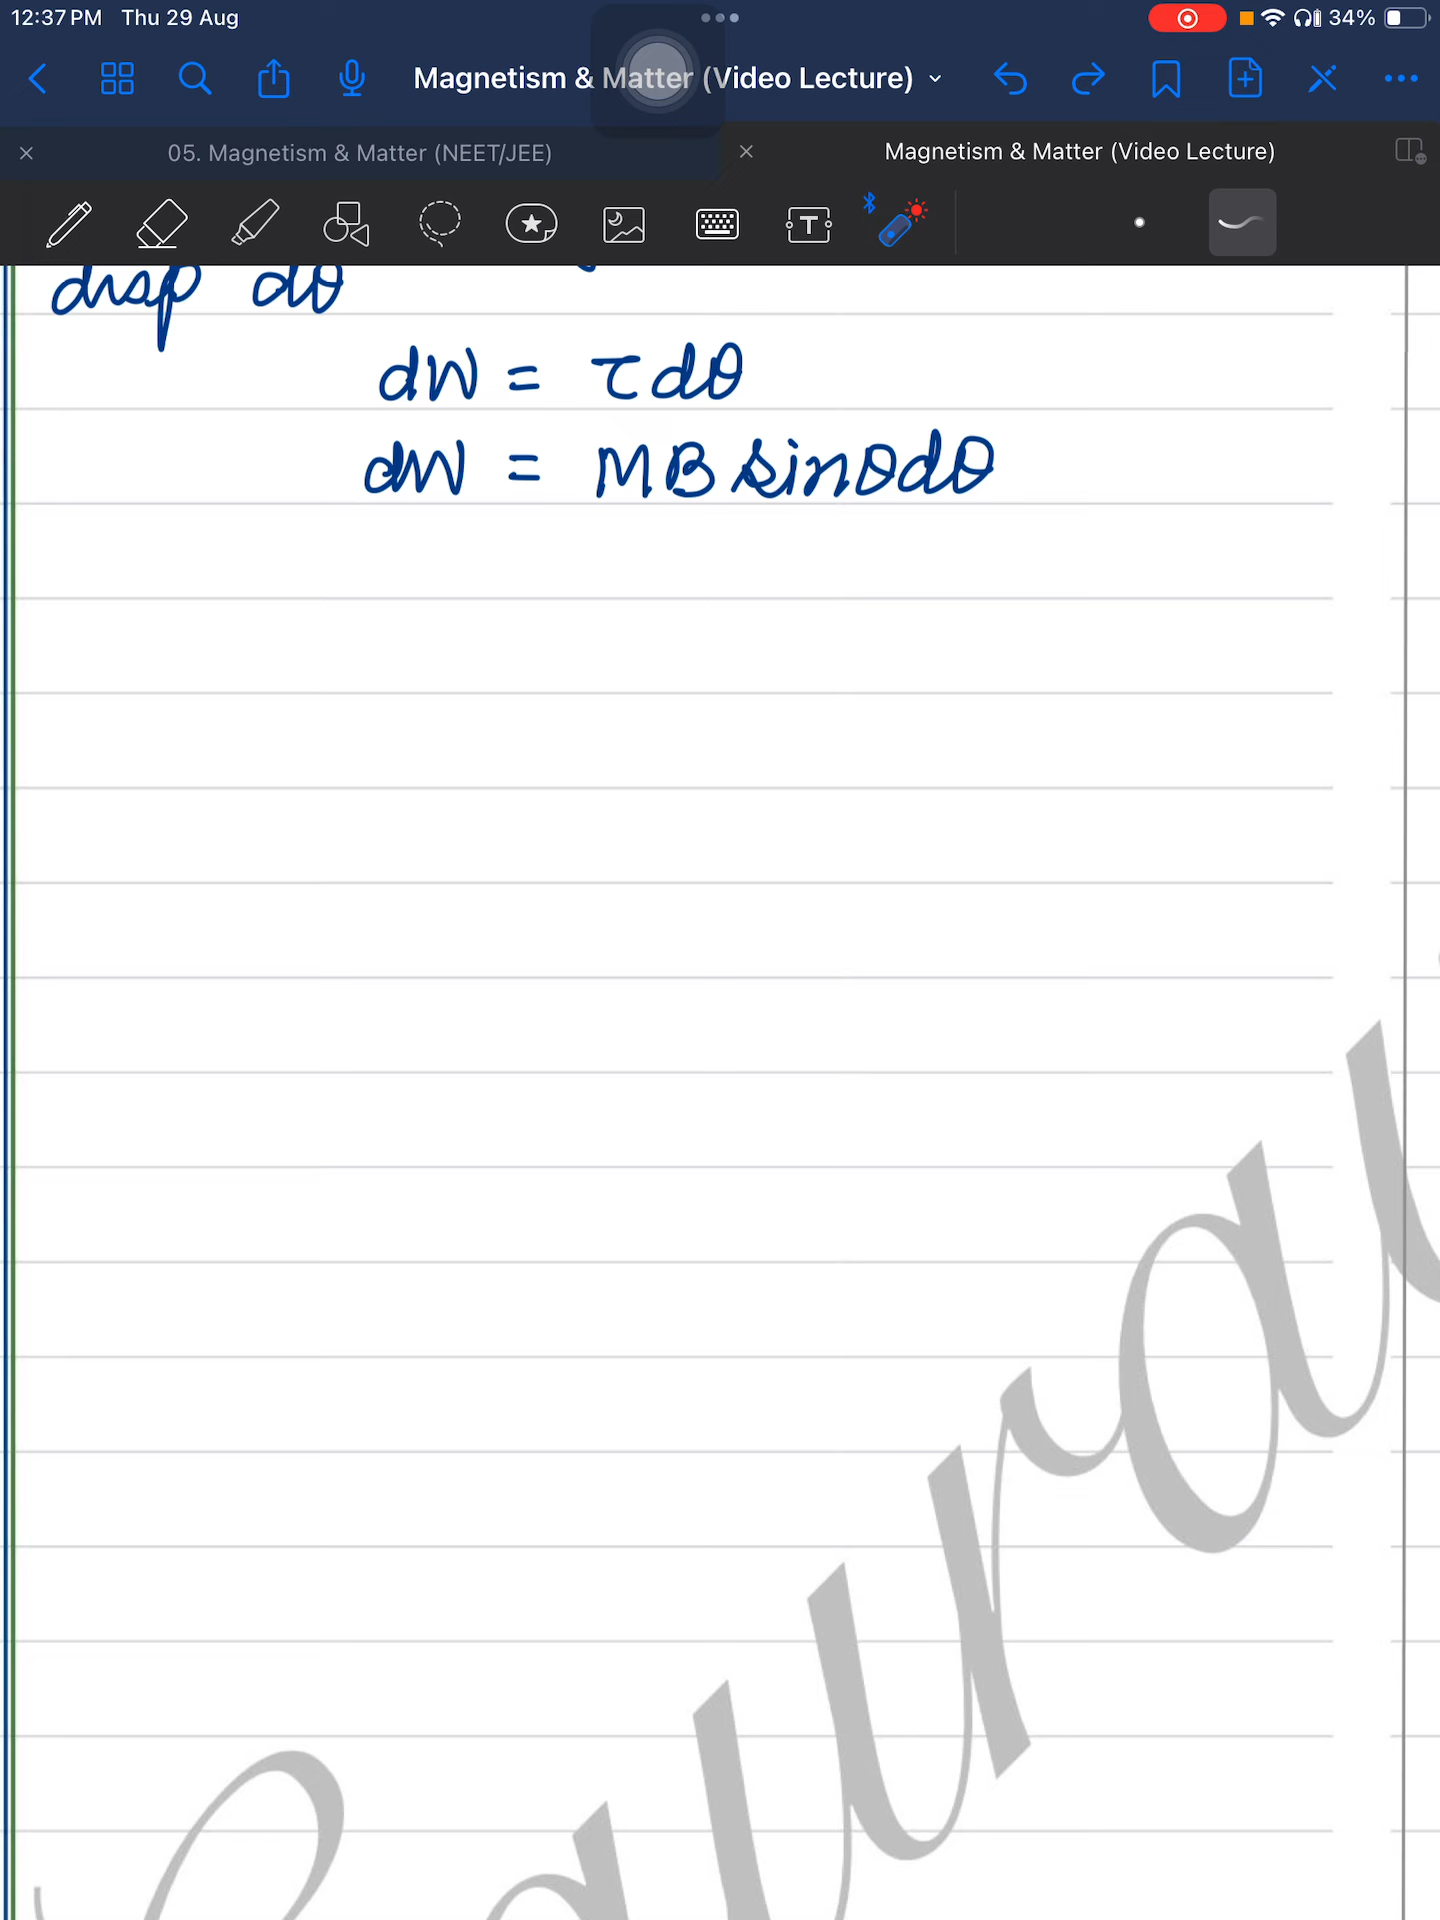 12:37 PM Thu 29 Aug
34%
Magnetism & Matter (Video Lecture)
05. Magnetism & Matter (NEET/JEE)
Magnetism & Matter (Video Lecture)
T
disp dθ
dW = τdθ
dW = MB sinθdθ